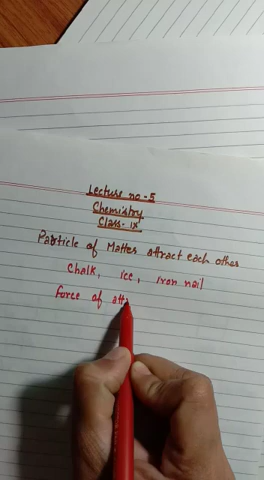 Lecture no-5
Chemistry
Class-IX
Particle of Matter attract each other
Chalk, ice, iron nail
Force of att